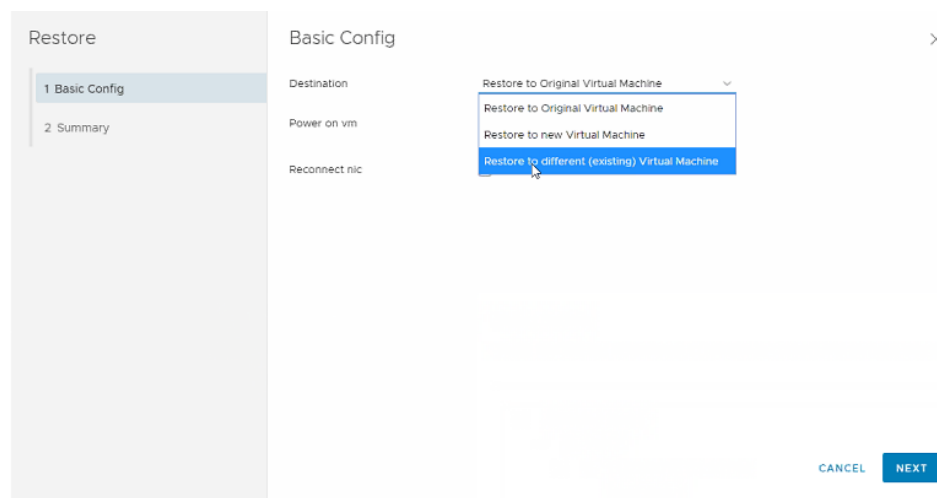 Restore
1 Basic Config
2 Summary
Basic Config
Destination
Restore to Original Virtual Machine
Restore to Original Virtual Machine
Power on vm
Restore to new Virtual Machine
Restore to different (existing) Virtual Machine
Reconnect nic
CANCEL NEXT